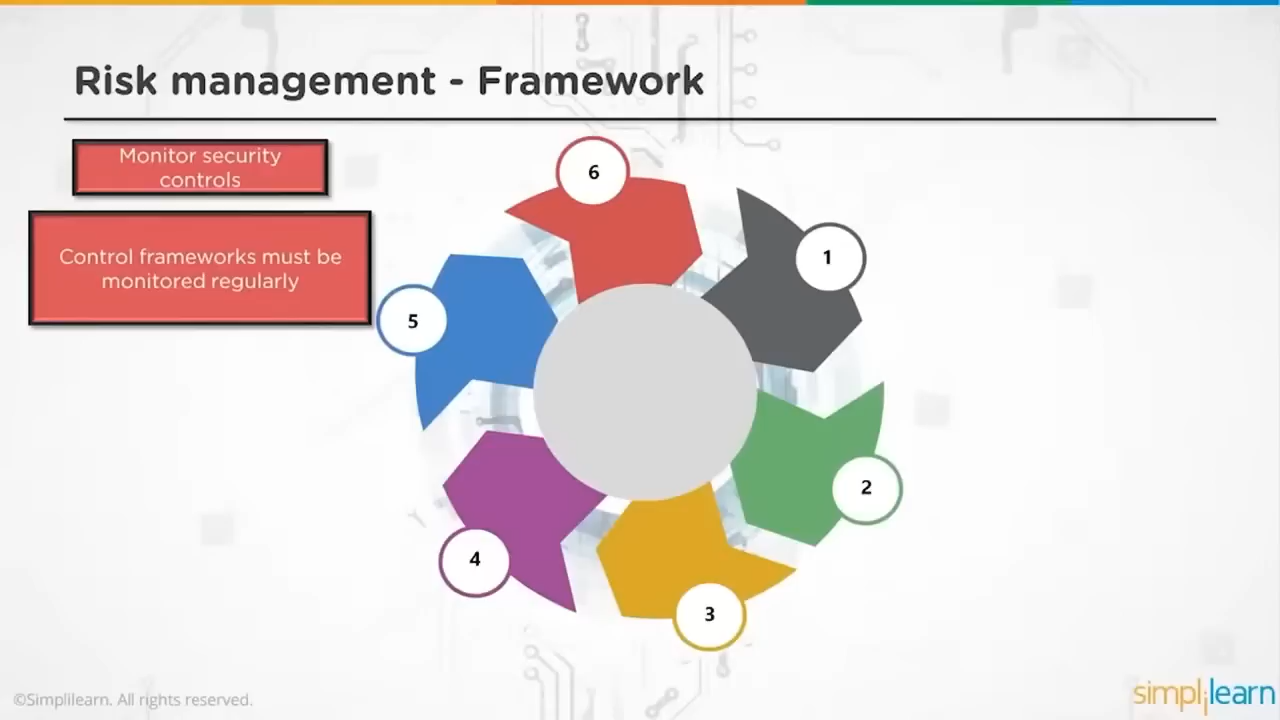 Risk management - Framework
Monitor security
controls
Control frameworks must be
monitored regularly
6
1
5
2
4
3
©Simplilearn. All rights reserved.
simplilearn